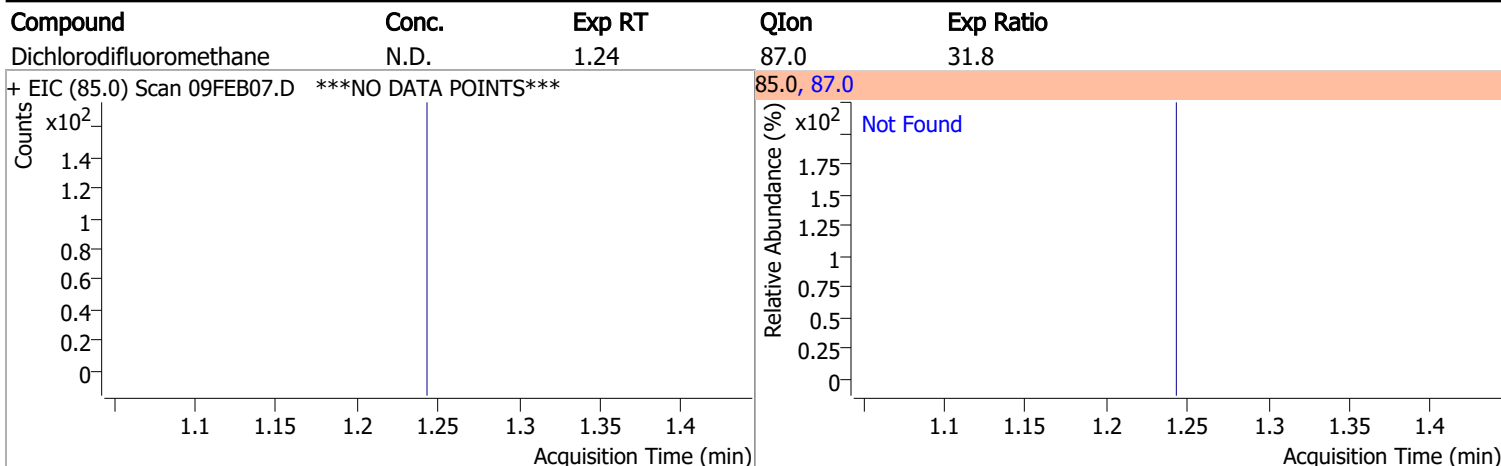 Compound Conc. Exp RT QIon Exp Ratio
Dichlorodifluoromethane N.D. 1.24 87.0 31.8
+ EIC (85.0) Scan 09FEB07.D ***NO DATA POINTS***
Counts
x10²
1.4
1.2
1
0.8
0.6
0.4
0.2
0
1.1 1.15 1.2 1.25 1.3 1.35 1.4
Acquisition Time (min)
85.0, 87.0
Relative Abundance (%)
x10²
Not Found
1.75
1.5
1.25
1
0.75
0.5
0.25
0
1.1 1.15 1.2 1.25 1.3 1.35 1.4
Acquisition Time (min)